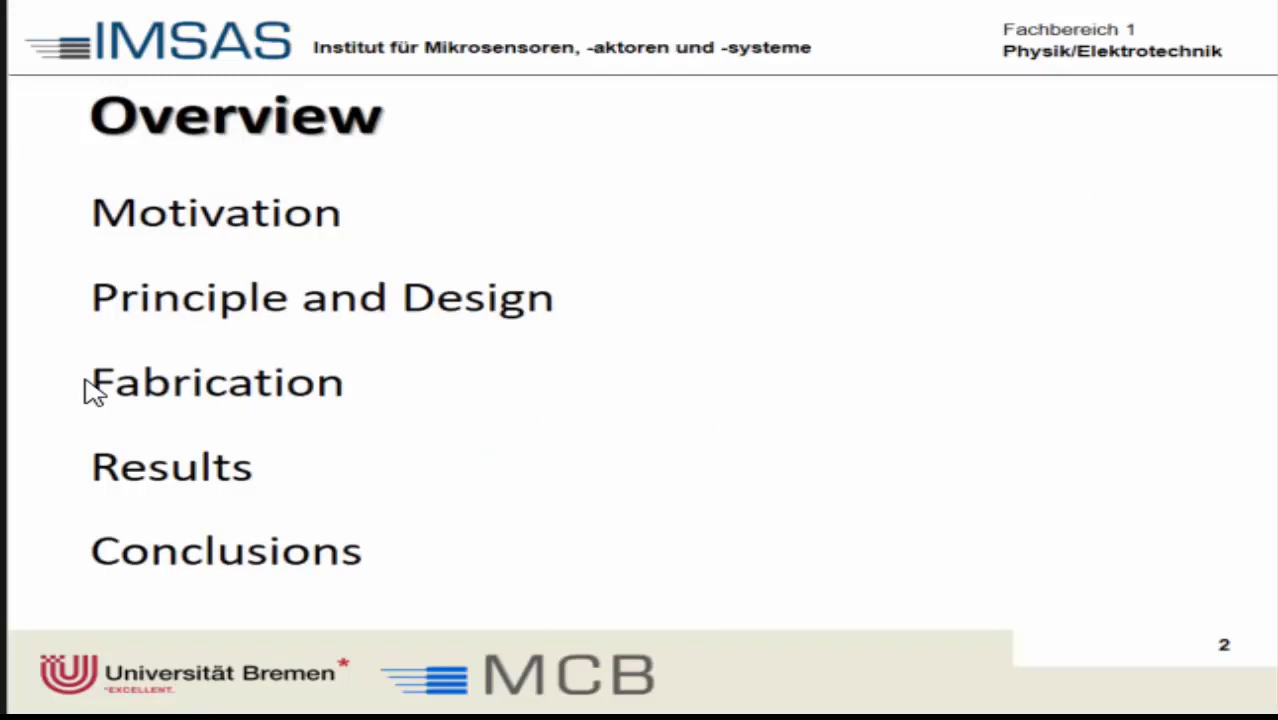 IMSAS Institut für Mikrosensoren, -aktoren und -systeme
Fachbereich 1
Physik/Elektrotechnik
Overview
Motivation
Principle and Design
Fabrication
Results
Conclusions
2
Universität Bremen*
*EXCELLENT.
MCB